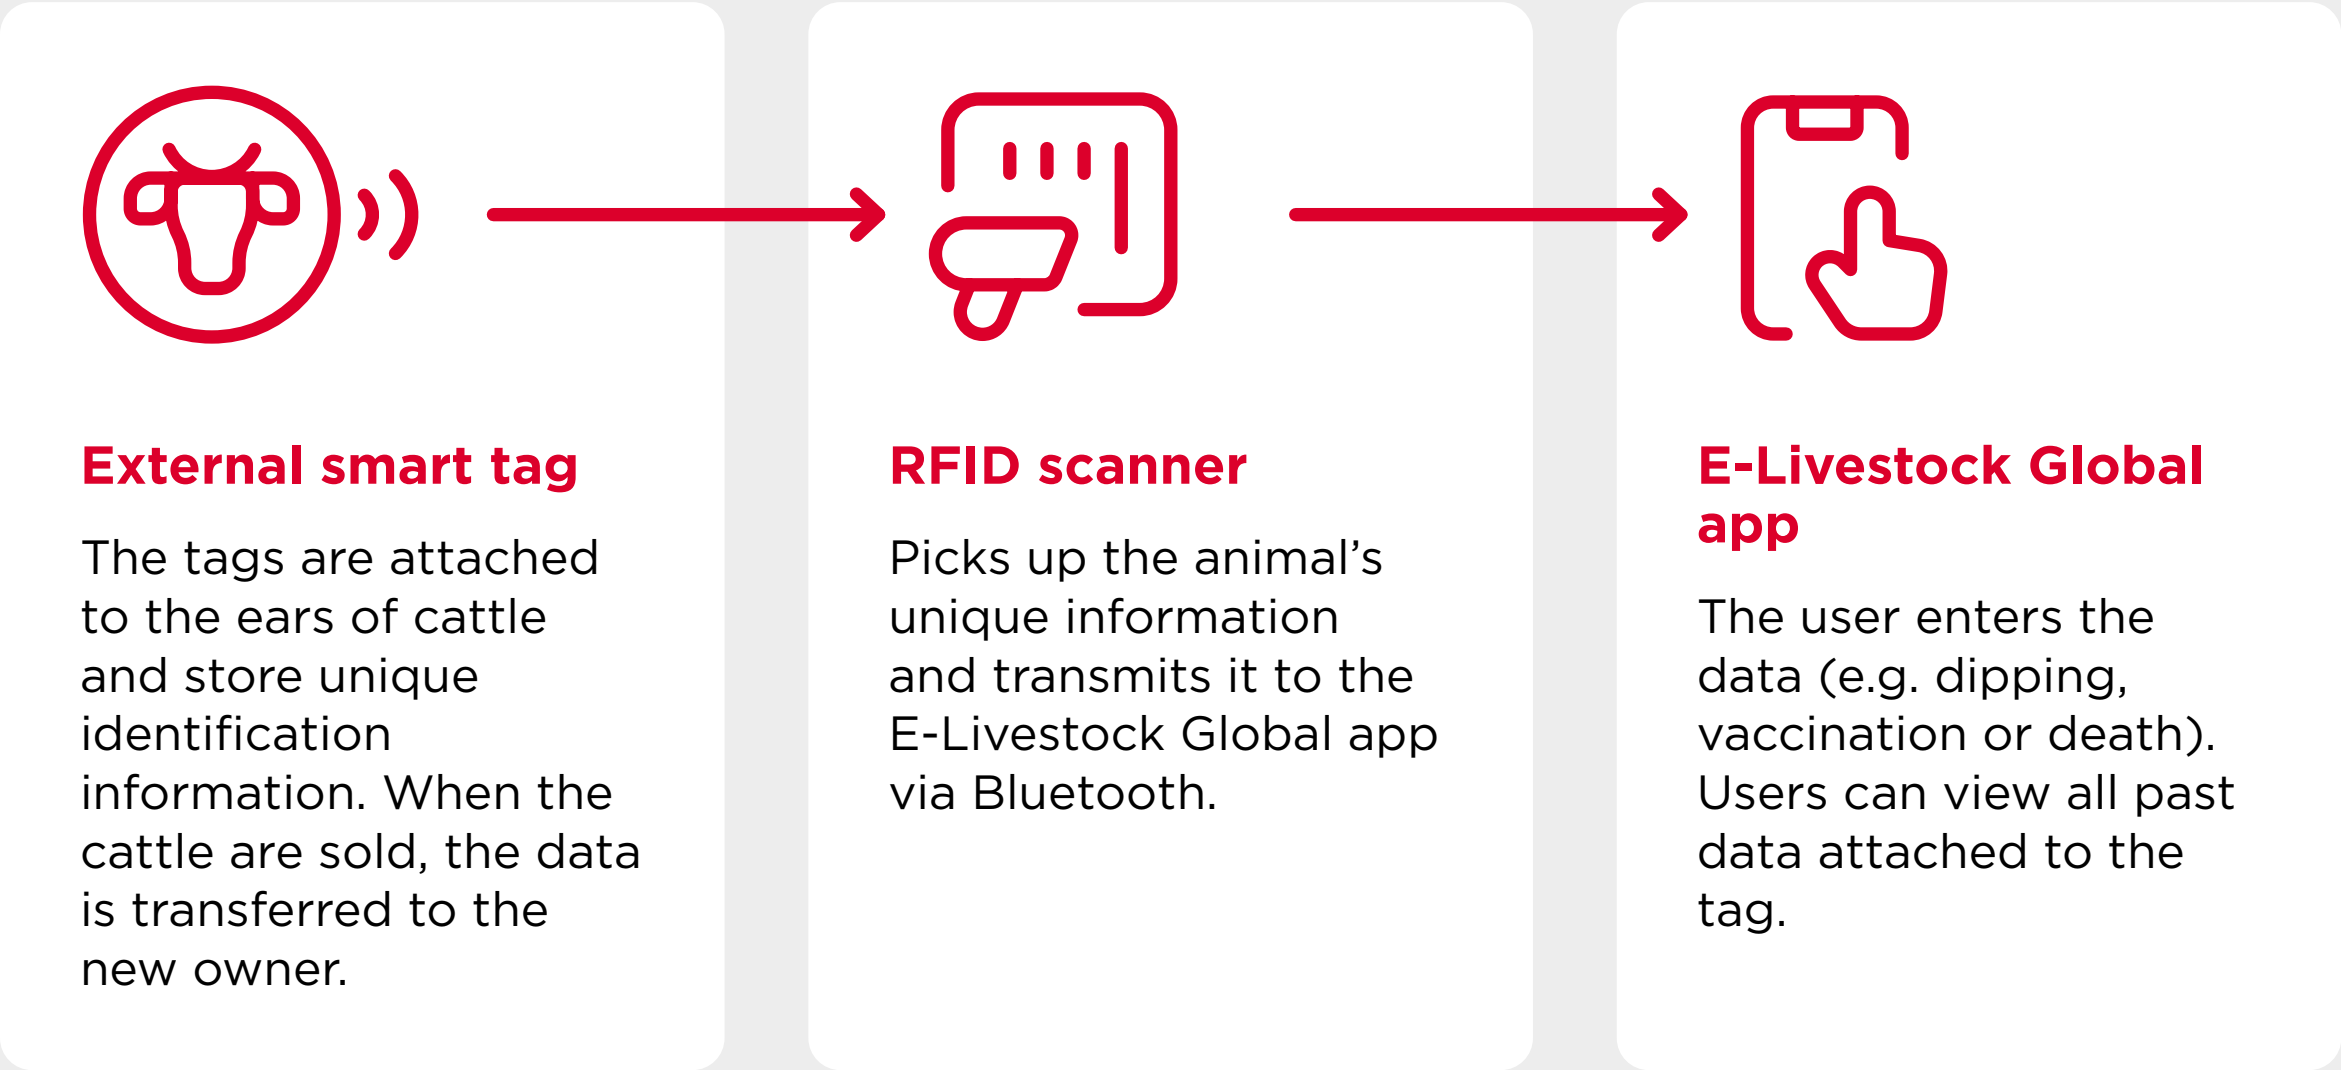 External smart tag
The tags are attached
to the ears of cattle
and store unique
identification
information. When the
cattle are sold, the data
is transferred to the
new owner.
RFID scanner
Picks up the animal’s
unique information
and transmits it to the
E-Livestock Global app
via Bluetooth.
E-Livestock Global
app
The user enters the
data (e.g. dipping,
vaccination or death).
Users can view all past
data attached to the
tag.